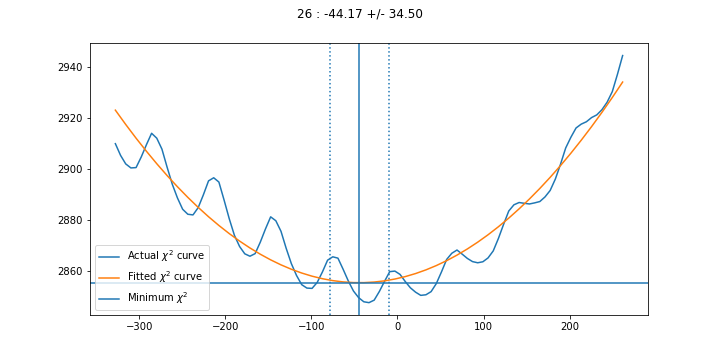 26 : -44.17 +/- 34.50
2940
2920
2900
2880
2860
Actual χ² curve
Fitted χ² curve
Minimum χ²
−300
−200
−100
0
100
200